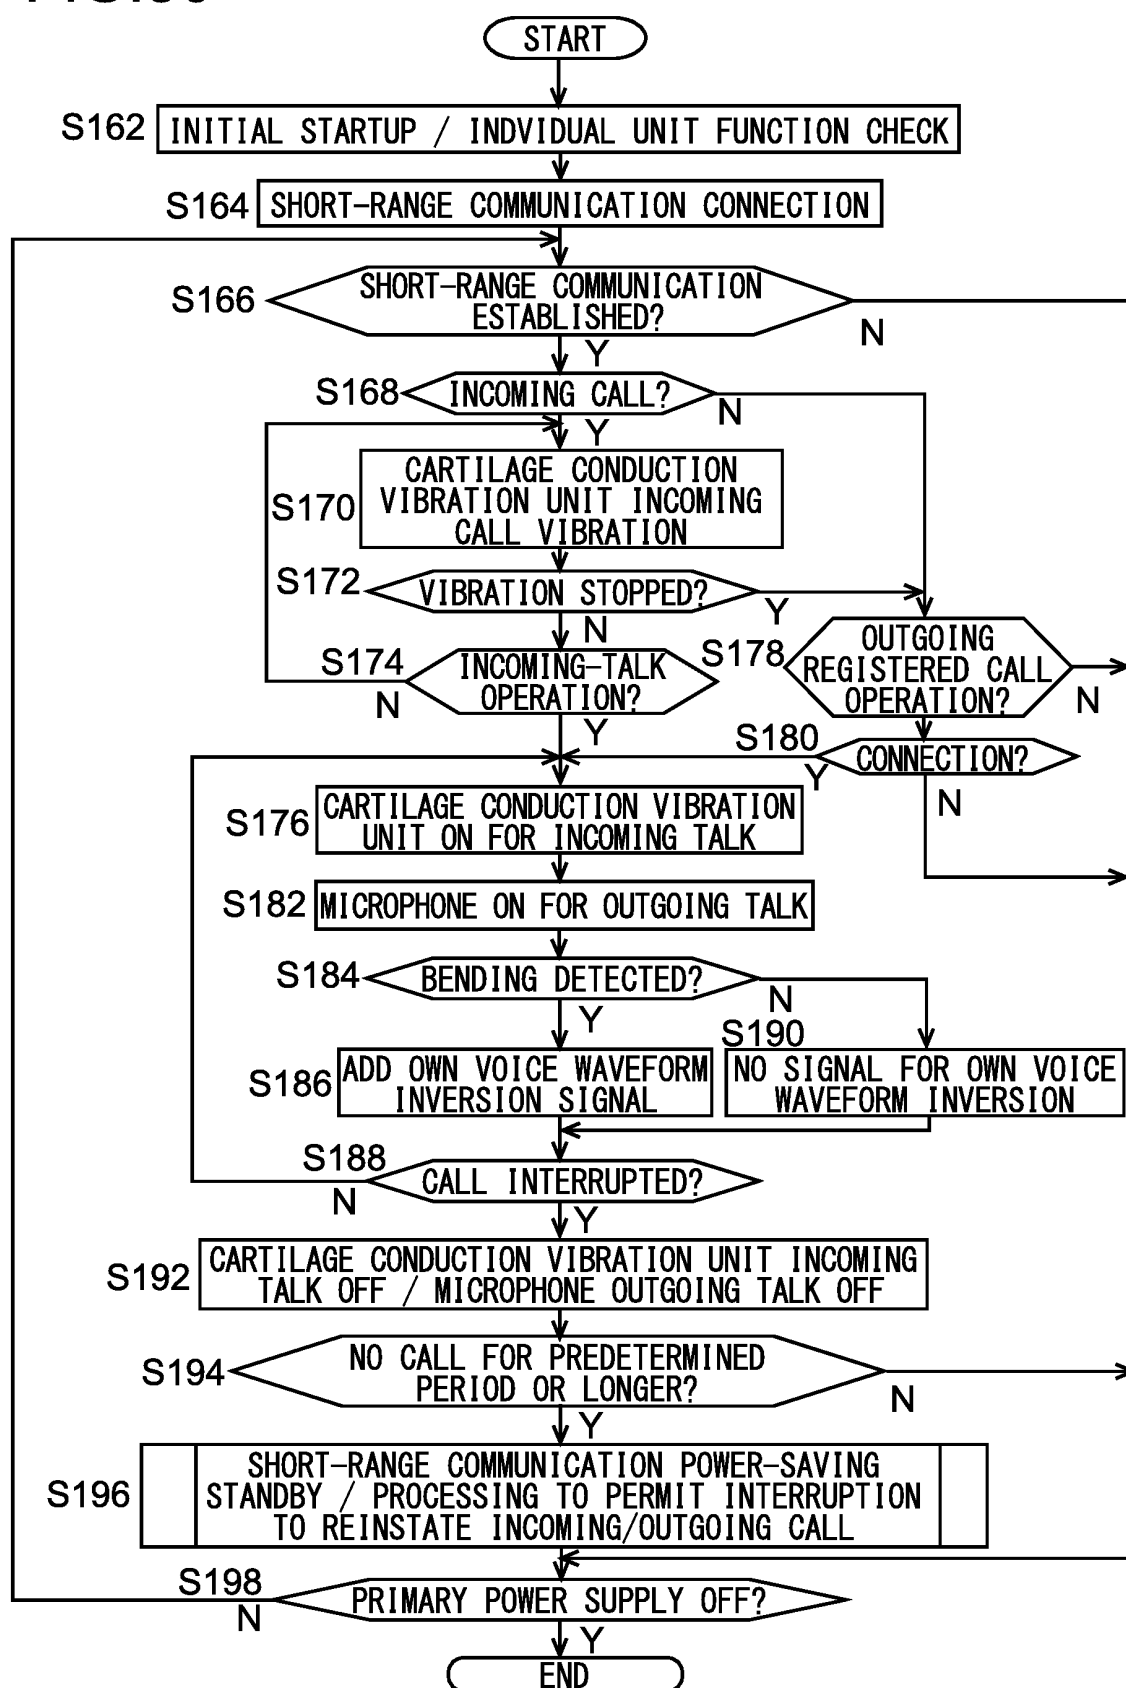 START
S162
INITIAL STARTUP / INDVIDUAL UNIT FUNCTION CHECK
S164
SHORT-RANGE COMMUNICATION CONNECTION
S166
SHORT-RANGE COMMUNICATION
ESTABLISHED?
N
Y
S168
INCOMING CALL?
N
Y
S170
CARTILAGE CONDUCTION
VIBRATION UNIT INCOMING
CALL VIBRATION
S172
VIBRATION STOPPED?
Y
N
S174
INCOMING-TALK
OPERATION?
N
Y
S178
OUTGOING
REGISTERED CALL
OPERATION?
N
S180
CONNECTION?
Y
N
S176
CARTILAGE CONDUCTION VIBRATION
UNIT ON FOR INCOMING TALK
S182
MICROPHONE ON FOR OUTGOING TALK
S184
BENDING DETECTED?
N
Y
S186
ADD OWN VOICE WAVEFORM
INVERSION SIGNAL
S190
NO SIGNAL FOR OWN VOICE
WAVEFORM INVERSION
S188
CALL INTERRUPTED?
N
Y
S192
CARTILAGE CONDUCTION VIBRATION UNIT INCOMING
TALK OFF / MICROPHONE OUTGOING TALK OFF
S194
NO CALL FOR PREDETERMINED
PERIOD OR LONGER?
N
Y
S196
SHORT-RANGE COMMUNICATION POWER-SAVING
STANDBY / PROCESSING TO PERMIT INTERRUPTION
TO REINSTATE INCOMING/OUTGOING CALL
S198
PRIMARY POWER SUPPLY OFF?
N
Y
END